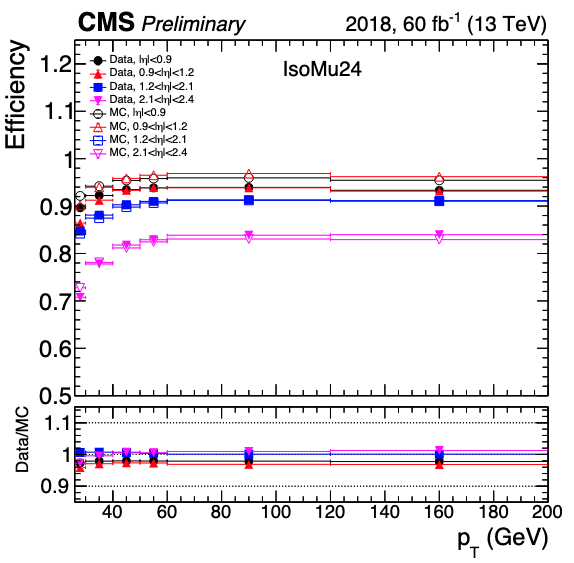 CMS Preliminary 2018, 60 fb⁻¹ (13 TeV)
Efficiency
IsoMu24
Data, |η|<0.9
Data, 0.9<|η|<1.2
Data, 1.2<|η|<2.1
Data, 2.1<|η|<2.4
MC, |η|<0.9
MC, 0.9<|η|<1.2
MC, 1.2<|η|<2.1
MC, 2.1<|η|<2.4
1.2
1.1
1
0.9
0.8
0.7
0.6
0.5
Data/MC
1.1
1
0.9
40 60 80 100 120 140 160 180 200
p_T (GeV)